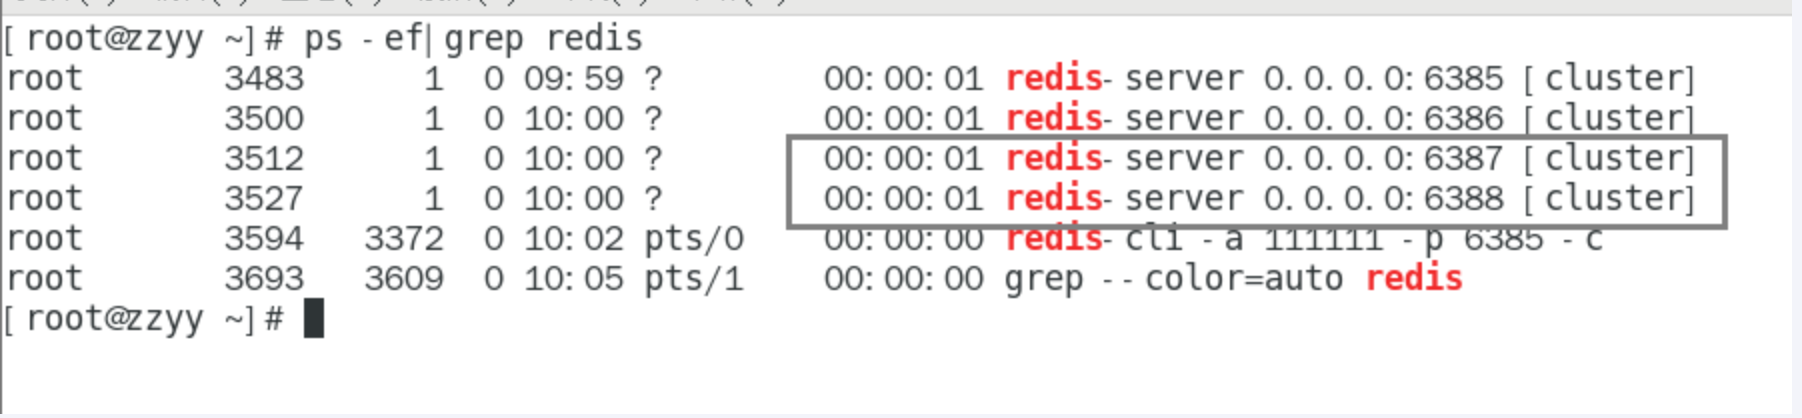 [root@zzyy ~]# ps -ef|grep redis
root 3483 1 0 09:59 ? 00:00:01 redis-server 0.0.0.0:6385 [cluster]
root 3500 1 0 10:00 ? 00:00:01 redis-server 0.0.0.0:6386 [cluster]
root 3512 1 0 10:00 ? 00:00:01 redis-server 0.0.0.0:6387 [cluster]
root 3527 1 0 10:00 ? 00:00:01 redis-server 0.0.0.0:6388 [cluster]
root 3594 3372 0 10:02 pts/0 00:00:00 redis-cli -a 111111 -p 6385 -c
root 3693 3609 0 10:05 pts/1 00:00:00 grep --color=auto redis
[root@zzyy ~]#